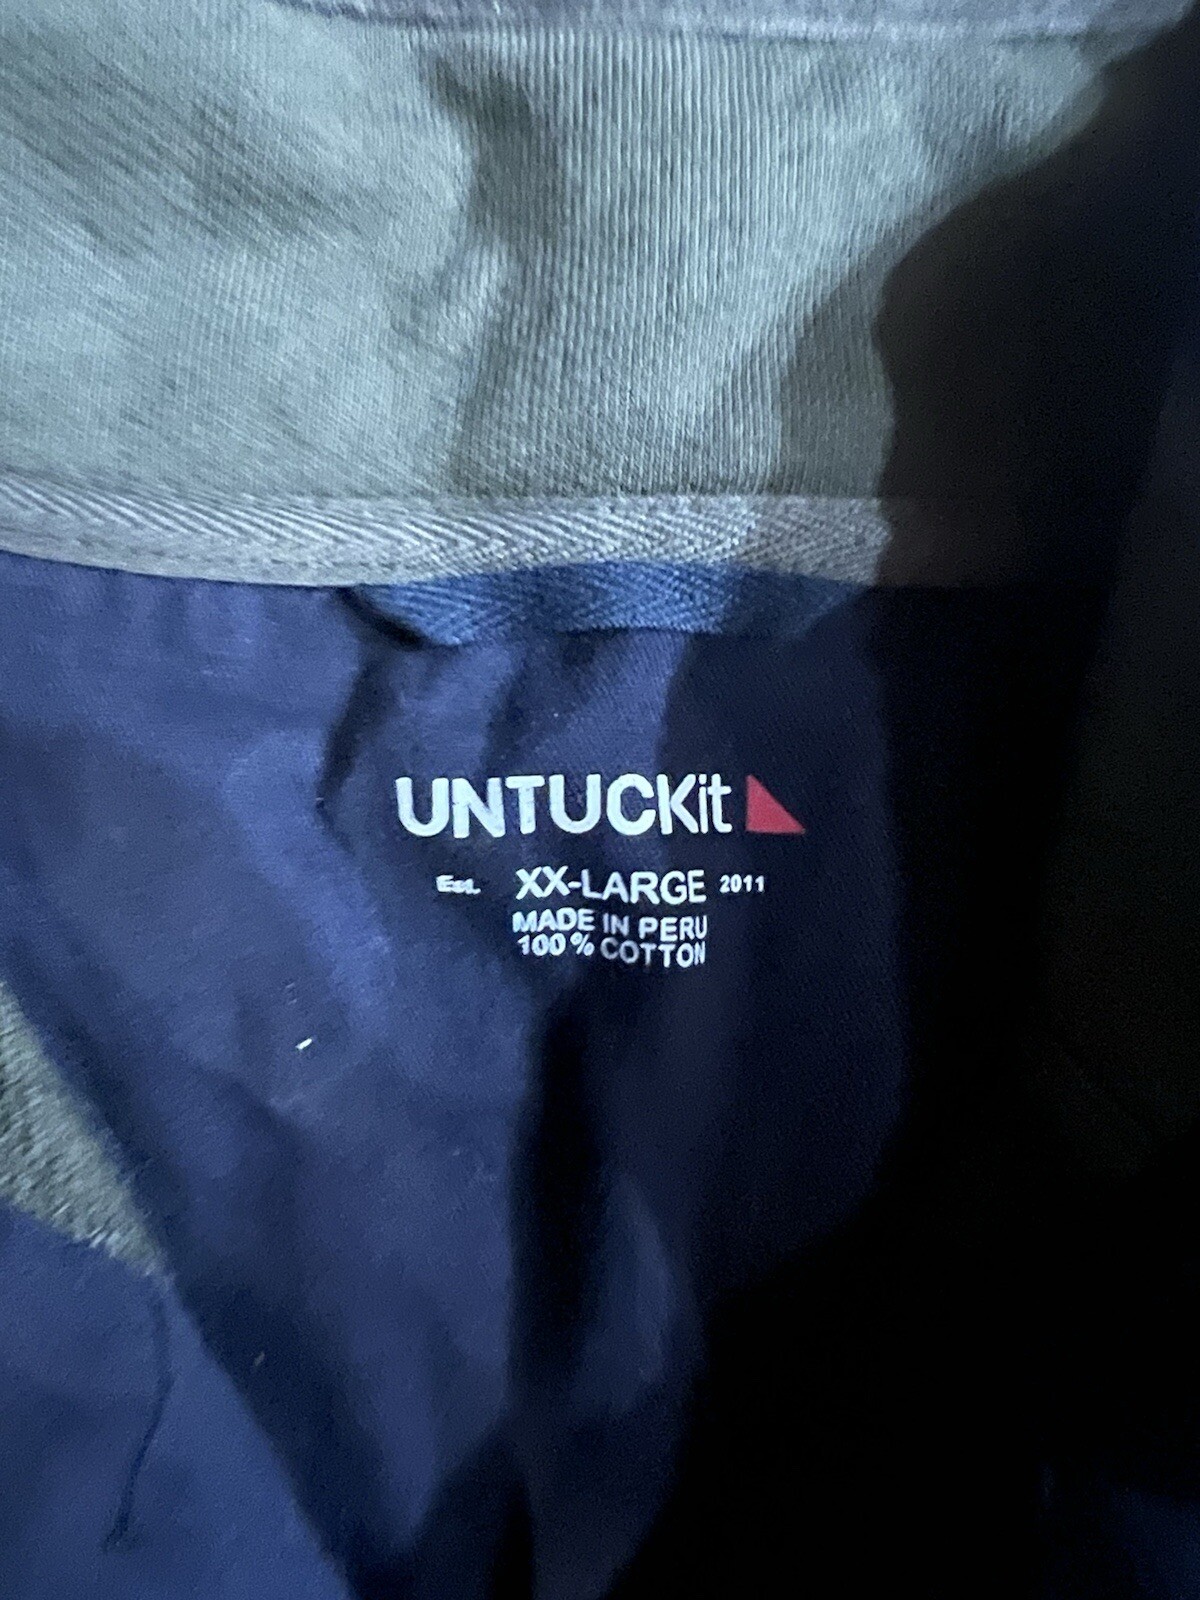 UNTUCKit
Est. XX-LARGE 2011
MADE IN PERU
100% COTTON